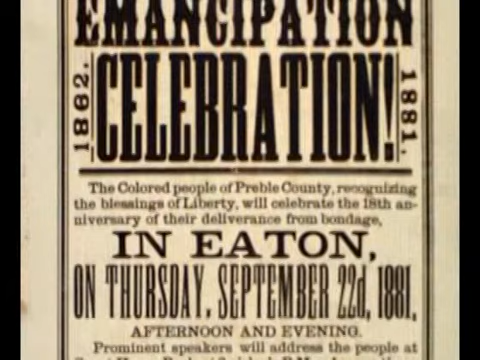 EMANCIPATION
1862.
CELEBRATION!
1881.
The Colored people of Preble County, recognizing
the blessings of Liberty, will celebrate the 18th an-
niversary of their deliverance from bondage,
IN EATON,
ON THURSDAY, SEPTEMBER 22d, 1881,
AFTERNOON AND EVENING.
Prominent speakers will address the people at